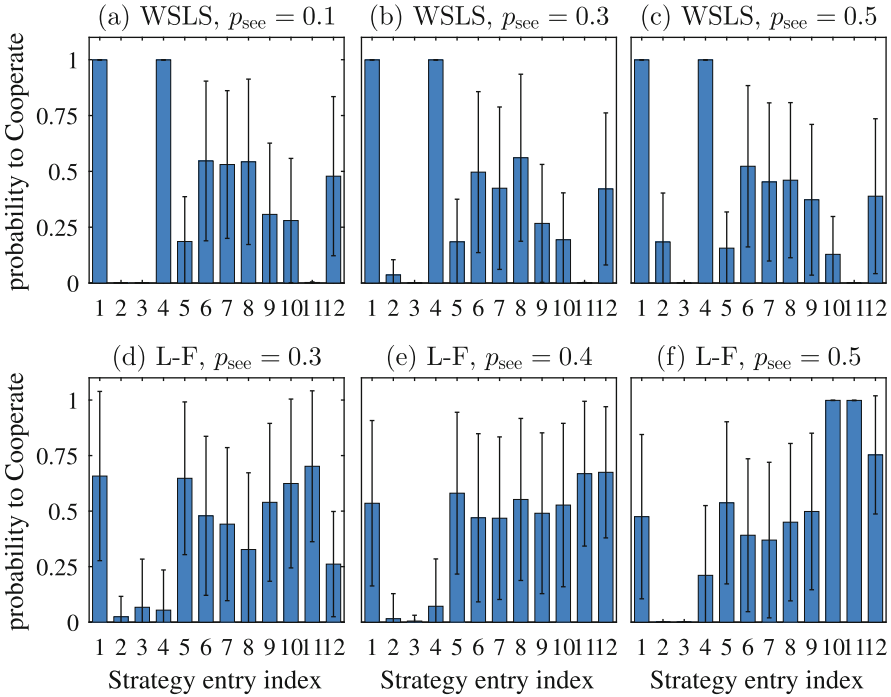 (a) WSLS, p_see = 0.1
(b) WSLS, p_see = 0.3
(c) WSLS, p_see = 0.5
probability to Cooperate
1
0.75
0.5
0.25
0
1 2 3 4 5 6 7 8 9 10 11 12
1 2 3 4 5 6 7 8 9 10 11 12
1 2 3 4 5 6 7 8 9 10 11 12
(d) L-F, p_see = 0.3
(e) L-F, p_see = 0.4
(f) L-F, p_see = 0.5
probability to Cooperate
1
0.75
0.5
0.25
0
1 2 3 4 5 6 7 8 9 10 11 12
1 2 3 4 5 6 7 8 9 10 11 12
1 2 3 4 5 6 7 8 9 10 11 12
Strategy entry index
Strategy entry index
Strategy entry index